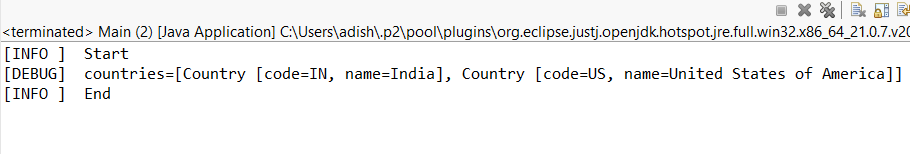 <terminated> Main (2) [Java Application] C:\Users\adish\.p2\pool\plugins\org.eclipse.justj.openjdk.hotspot.jre.full.win32.x86_64_21.0.7.v20
[INFO ]  Start
[DEBUG]  countries=[Country [code=IN, name=India], Country [code=US, name=United States of America]]
[INFO ]  End